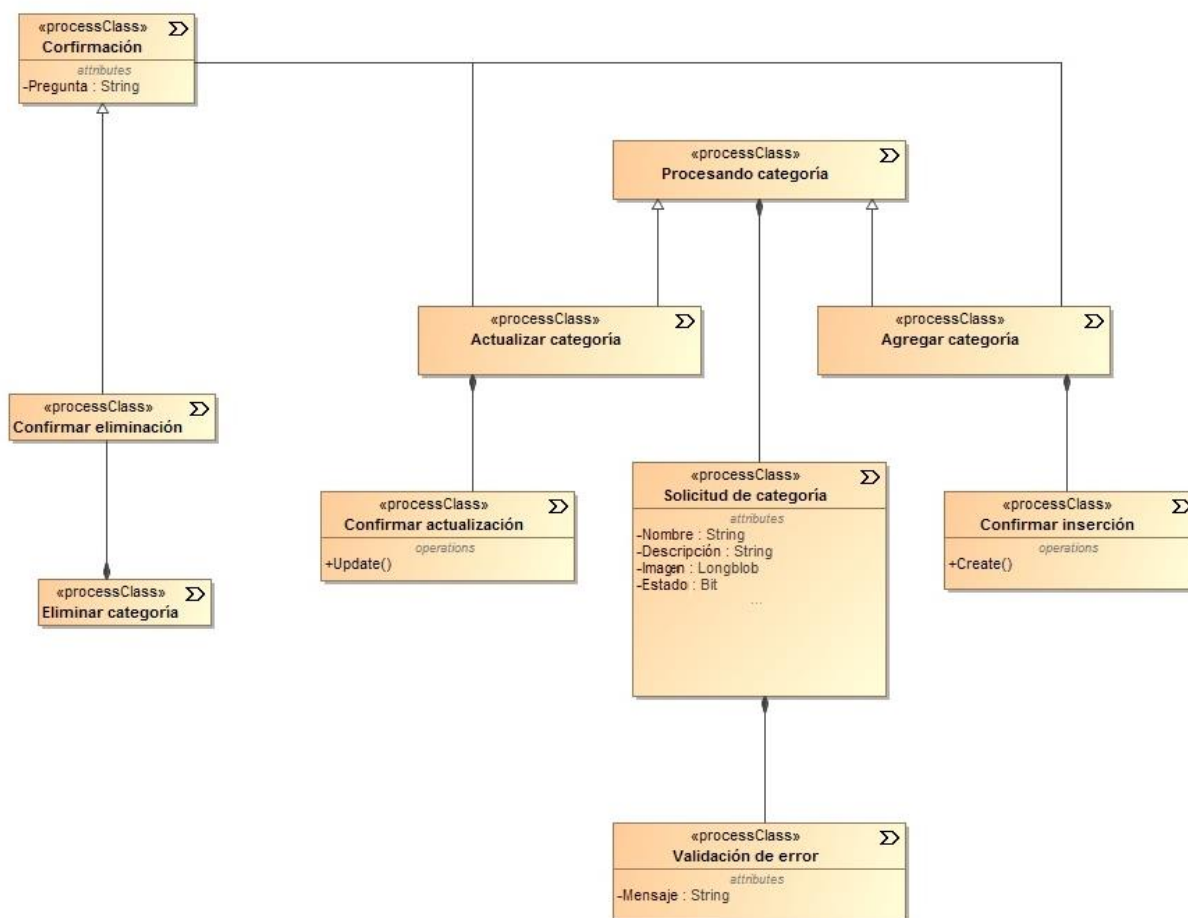 «processClass»
Corfirmación
attributes
-Pregunta : String
«processClass»
Procesando categoría
«processClass»
Actualizar categoría
«processClass»
Agregar categoría
«processClass»
Confirmar eliminación
«processClass»
Confirmar actualización
operations
+Update()
«processClass»
Solicitud de categoría
attributes
-Nombre : String
-Descripción : String
-Imagen : Longblob
-Estado : Bit
...
«processClass»
Confirmar inserción
operations
+Create()
«processClass»
Eliminar categoría
«processClass»
Validación de error
attributes
-Mensaje : String